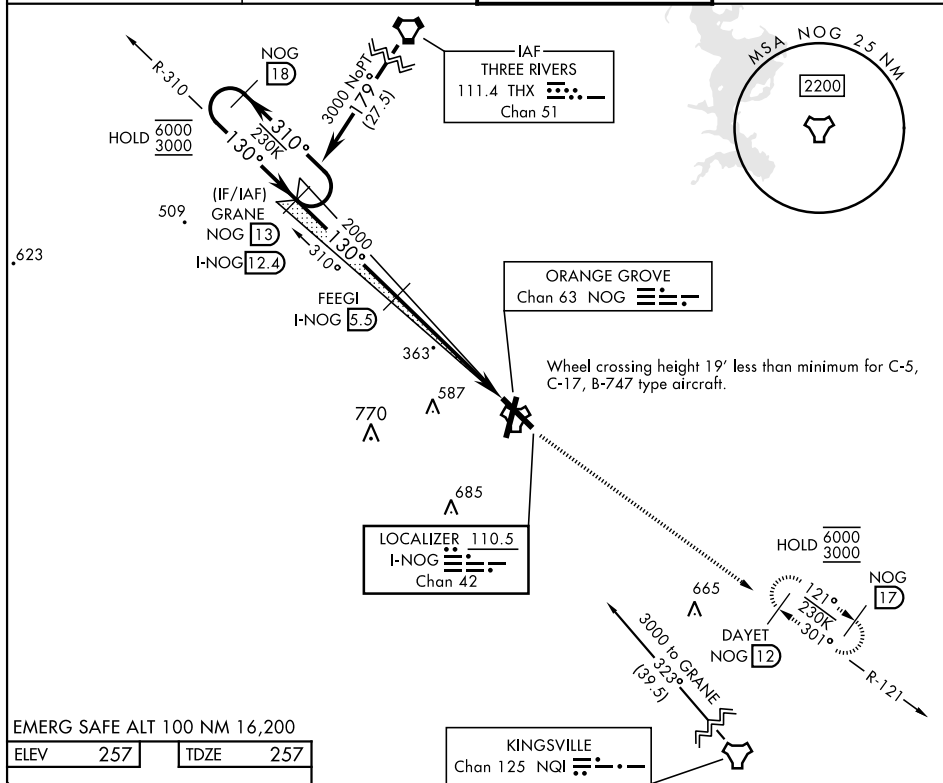 NOG
18
R-310
HOLD 6000
3000
310°
230K
130°
3000 NoPT
179°
(27.5)
IAF
THREE RIVERS
111.4 THX
Chan 51
MSA NOG 25 NM
2200
(IF/IAF)
GRANE
NOG 13
I-NOG 12.4
509
623
2000
130°
310°
FEEGI
I-NOG 5.5
363
ORANGE GROVE
Chan 63 NOG
Wheel crossing height 19' less than minimum for C-5,
C-17, B-747 type aircraft.
587
770
685
LOCALIZER 110.5
I-NOG
Chan 42
HOLD 6000
3000
NOG
17
121°
230K
301°
665
DAYET
NOG 12
R-121
3000 to GRANE
323°
(39.5)
KINGSVILLE
Chan 125 NQI
EMERG SAFE ALT 100 NM 16,200
ELEV 257 TDZE 257